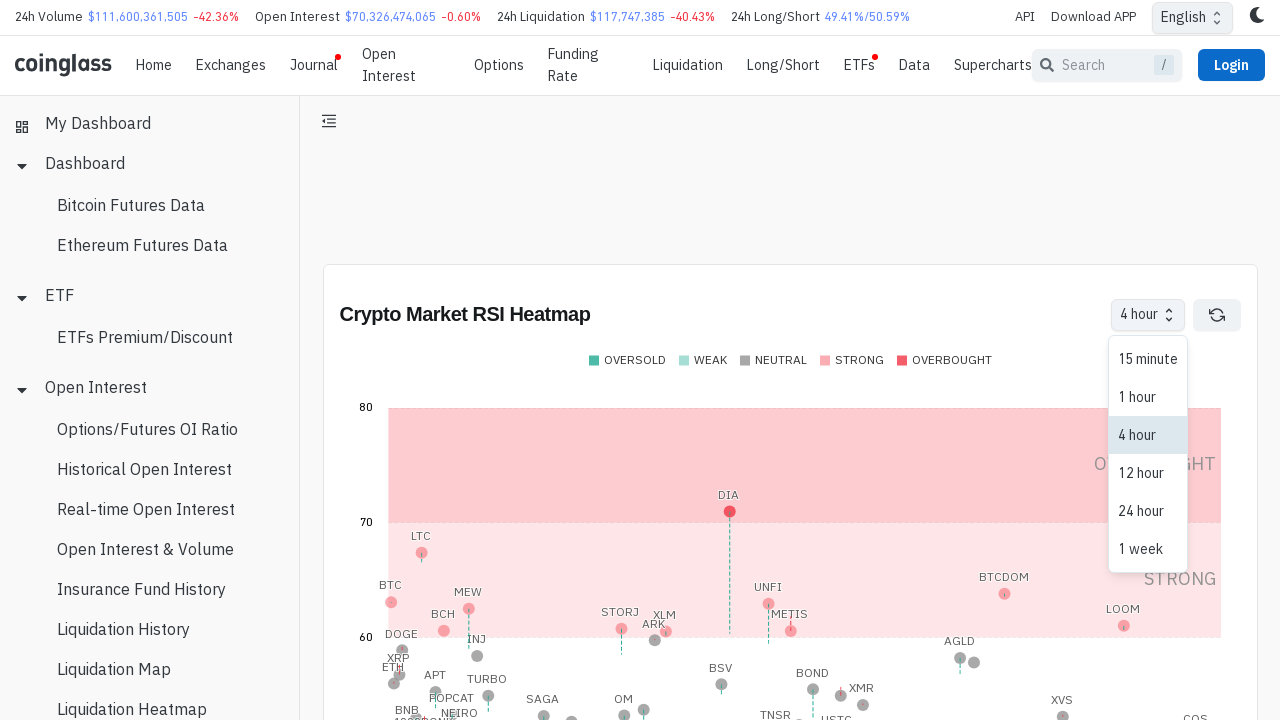 24h Volume $111,600,361,505 -42.36% Open Interest $70,326,474,065 -0.60% 24h Liquidation $117,747,385 -40.43% 24h Long/Short 49.41%/50.59% API Download APP English
coinglass Home Exchanges Journal Open Interest Options Funding Rate Liquidation Long/Short ETFs Data Supercharts Search / Login
My Dashboard
Dashboard
Bitcoin Futures Data
Ethereum Futures Data
ETF
ETFs Premium/Discount
Open Interest
Options/Futures OI Ratio
Historical Open Interest
Real-time Open Interest
Open Interest & Volume
Insurance Fund History
Liquidation History
Liquidation Map
Liquidation Heatmap
Crypto Market RSI Heatmap
4 hour
15 minute
1 hour
4 hour
12 hour
24 hour
1 week
OVERSOLD WEAK NEUTRAL STRONG OVERBOUGHT
80
70
60
STRONG
DIA
LTC
BTC
MEW
BCH
UNFI
METIS
BTCDOM
LOOM
STORJ
XLM
ARK
DOGE
INJ
XRP
ETH
APT
TURBO
BSV
BOND
AGLD
XMR
POPCAT
SAGA
OM
XVS
BNB
NEIRO
TNSR
USTC
COS